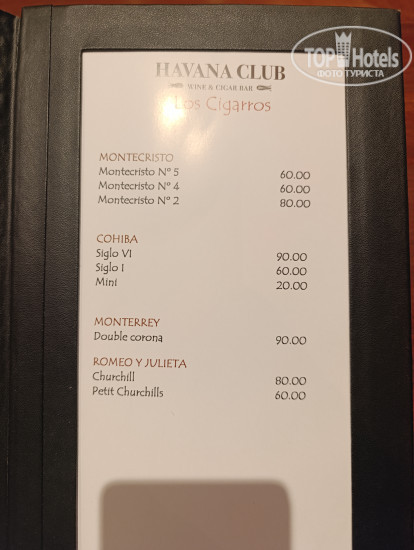 TOP Hotels
ФОТО ТУРИСТА
HAVANA CLUB
WINE & CIGAR BAR
Los Cigarros
MONTECRISTO
Montecristo Nº 5 60.00
Montecristo Nº 4 60.00
Montecristo Nº 2 80.00
COHIBA
Siglo VI 90.00
Siglo I 60.00
Mini 20.00
MONTERREY
Double corona 90.00
ROMEO Y JULIETA
Churchill 80.00
Petit Churchills 60.00